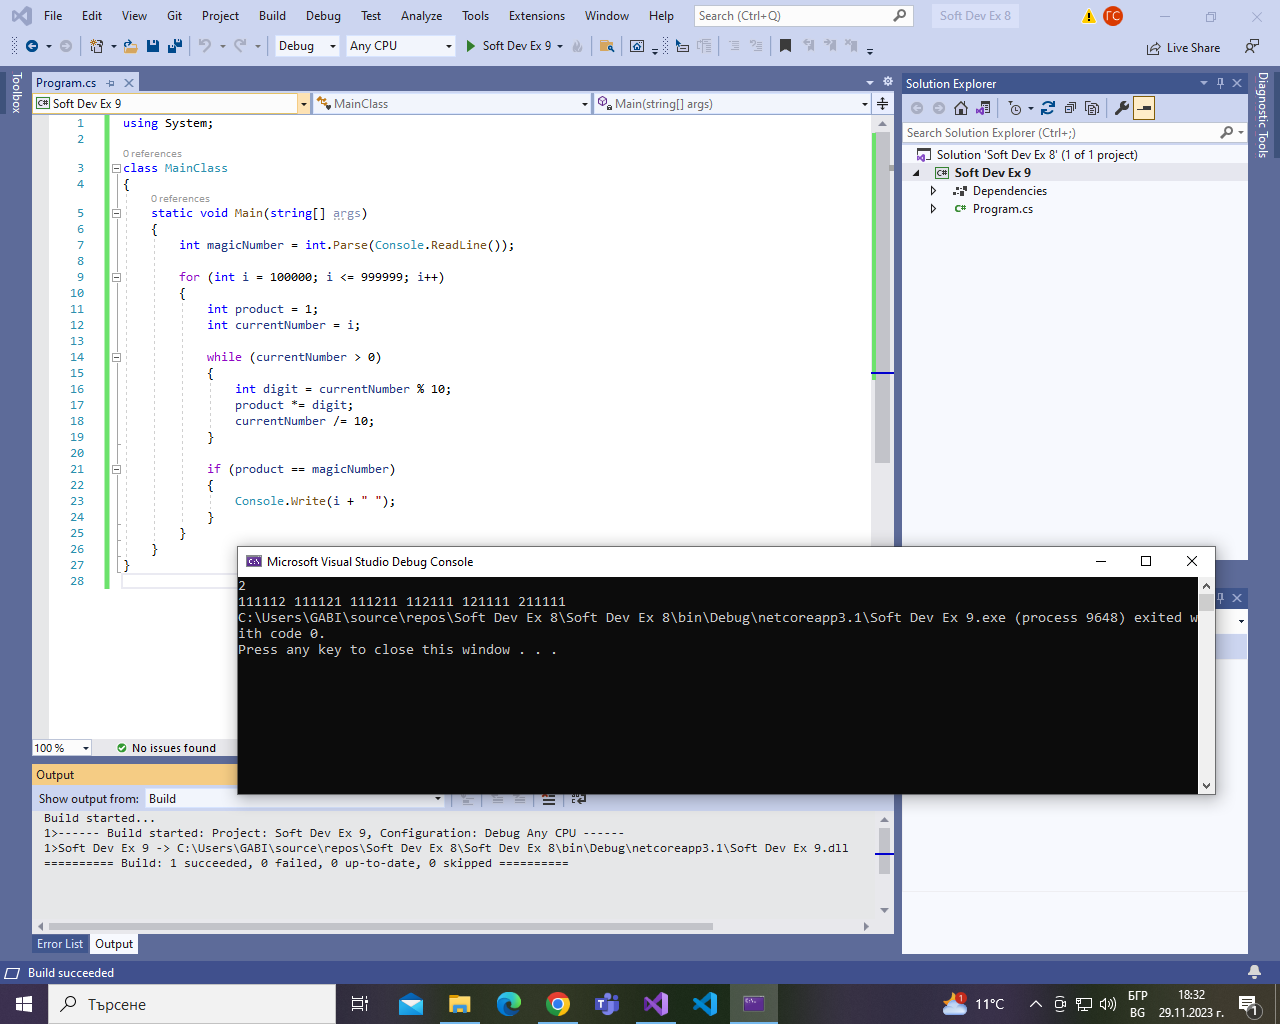 File Edit View Git Project Build Debug Test Analyze Tools Extensions Window Help Search (Ctrl+Q) Soft Dev Ex 8 ГС
Debug Any CPU Soft Dev Ex 9 Live Share
Toolbox
Program.cs
Soft Dev Ex 9 MainClass Main(string[] args)
1 using System;
2
0 references
3 class MainClass
4 {
0 references
5 static void Main(string[] args)
6 {
7 int magicNumber = int.Parse(Console.ReadLine());
8
9 for (int i = 100000; i <= 999999; i++)
10 {
11 int product = 1;
12 int currentNumber = i;
13
14 while (currentNumber > 0)
15 {
16 int digit = currentNumber % 10;
17 product *= digit;
18 currentNumber /= 10;
19 }
20
21 if (product == magicNumber)
22 {
23 Console.Write(i + " ");
24 }
25 }
26 }
27 }
28
100 % No issues found
Solution Explorer
Search Solution Explorer (Ctrl+;)
Solution 'Soft Dev Ex 8' (1 of 1 project)
Soft Dev Ex 9
Dependencies
Program.cs
Diagnostic Tools
Microsoft Visual Studio Debug Console
2
111112 111121 111211 112111 121111 211111
C:\Users\GABI\source\repos\Soft Dev Ex 8\Soft Dev Ex 8\bin\Debug\netcoreapp3.1\Soft Dev Ex 9.exe (process 9648) exited w
ith code 0.
Press any key to close this window . . .
Output
Show output from: Build
Build started...
1>------ Build started: Project: Soft Dev Ex 9, Configuration: Debug Any CPU ------
1>Soft Dev Ex 9 -> C:\Users\GABI\source\repos\Soft Dev Ex 8\Soft Dev Ex 8\bin\Debug\netcoreapp3.1\Soft Dev Ex 9.dll
========== Build: 1 succeeded, 0 failed, 0 up-to-date, 0 skipped ==========
Error List Output
Build succeeded
Търсене
1 11°C БГР 18:32
BG 29.11.2023 г. 1